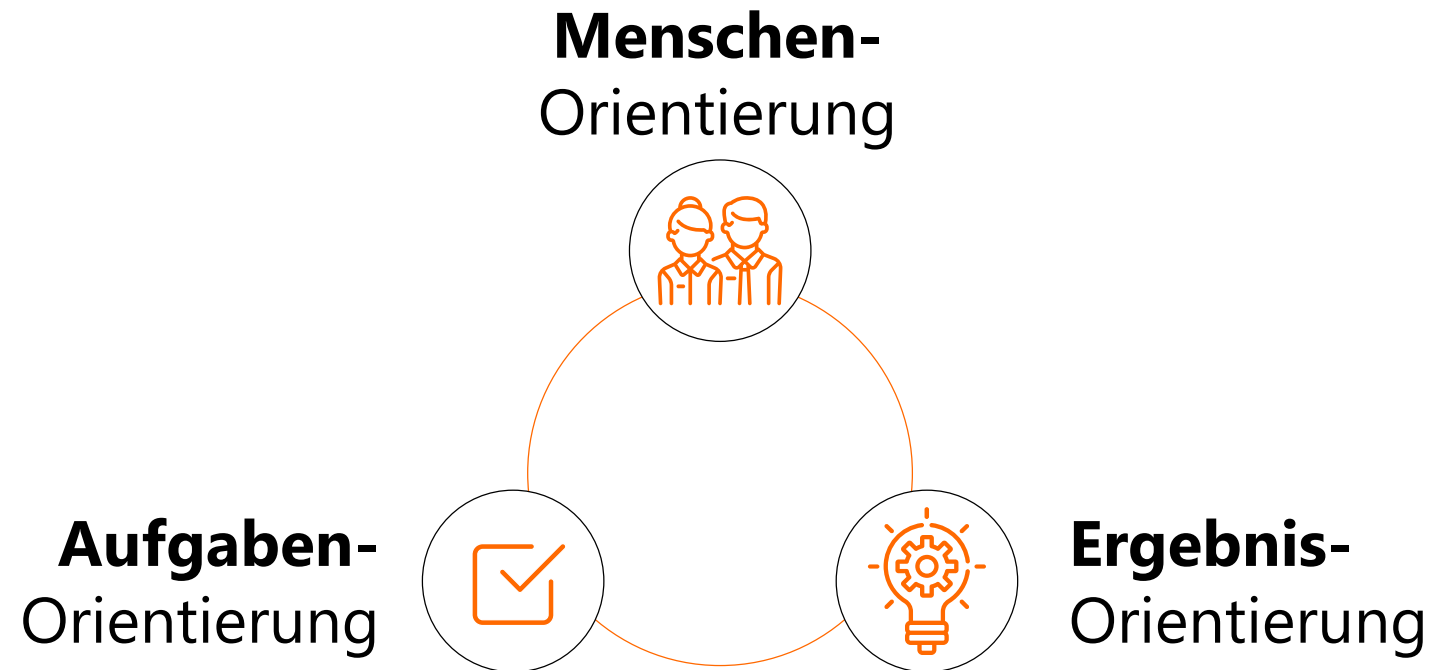 Menschen-
Orientierung
Aufgaben-
Orientierung
Ergebnis-
Orientierung